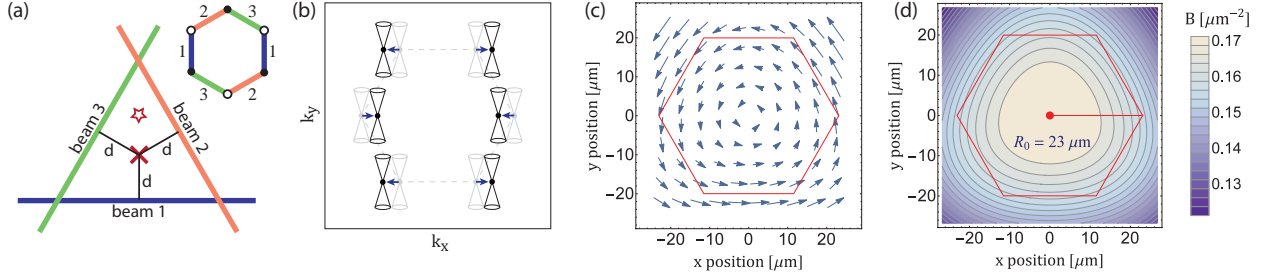 (a)
2
3
1
1
3
2
beam 3
beam 2
d
d
d
beam 1
(b)
k_y
k_x
(c)
y position [μm]
20
10
0
−10
−20
−20
−10
0
10
20
x position [μm]
(d)
y position [μm]
20
10
0
−10
−20
R₀ = 23 μm
−20
−10
0
10
20
x position [μm]
B [μm⁻²]
0.17
0.16
0.15
0.14
0.13